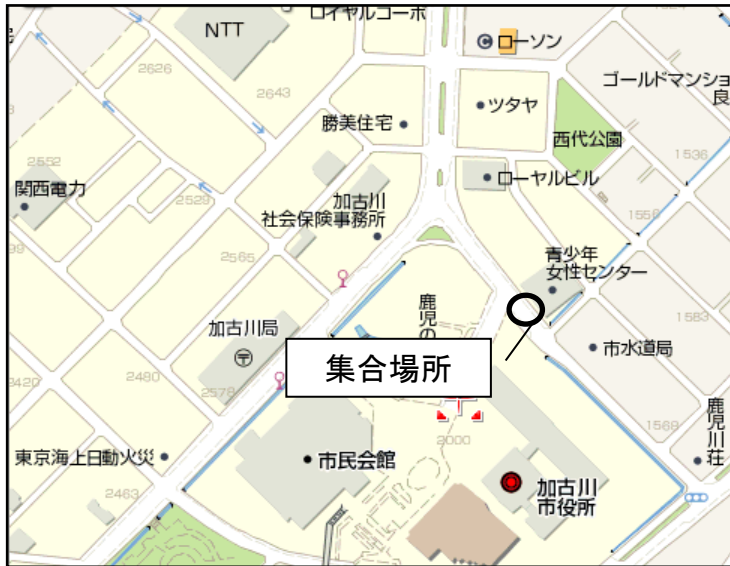 ロイヤルコーポ
NTT
ローソン
2626
2643
ゴールドマンショ
良
ツタヤ
勝美住宅
西代公園
1536
2552
関西電力
2529
加古川
社会保険事務所
ローヤルビル
1556
2565
青少年
女性センター
鹿児の
加古川局
1583
市水道局
集合場所
2420
2480
2578
鹿児川荘
1568
2000
東京海上日動火災
市民会館
2463
加古川
市役所